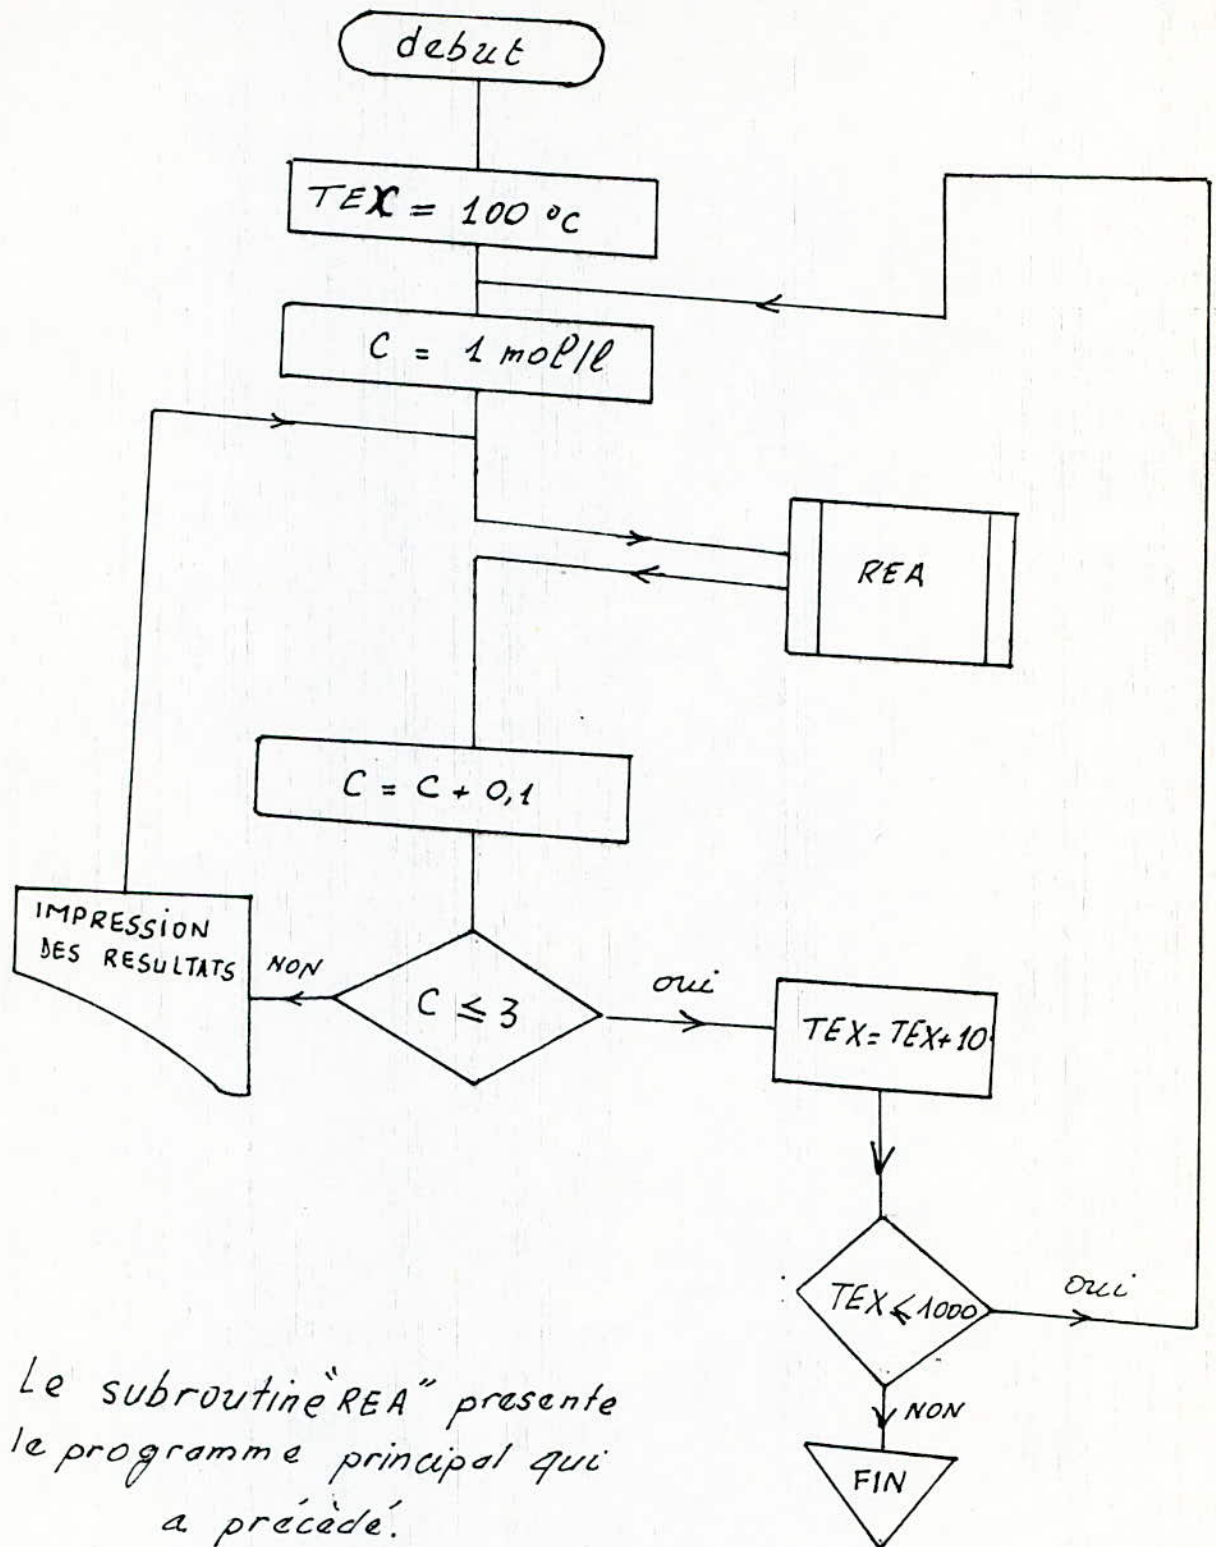 debut
TEX = 100 °C
C = 1 mol/l
REA
C = C + 0,1
IMPRESSION
DES RESULTATS
NON
C ≤ 3
oui
TEX = TEX + 10
TEX ≤ 1000
oui
NON
FIN
Le subroutine "REA" presente
le programme principal qui
a précèdé.